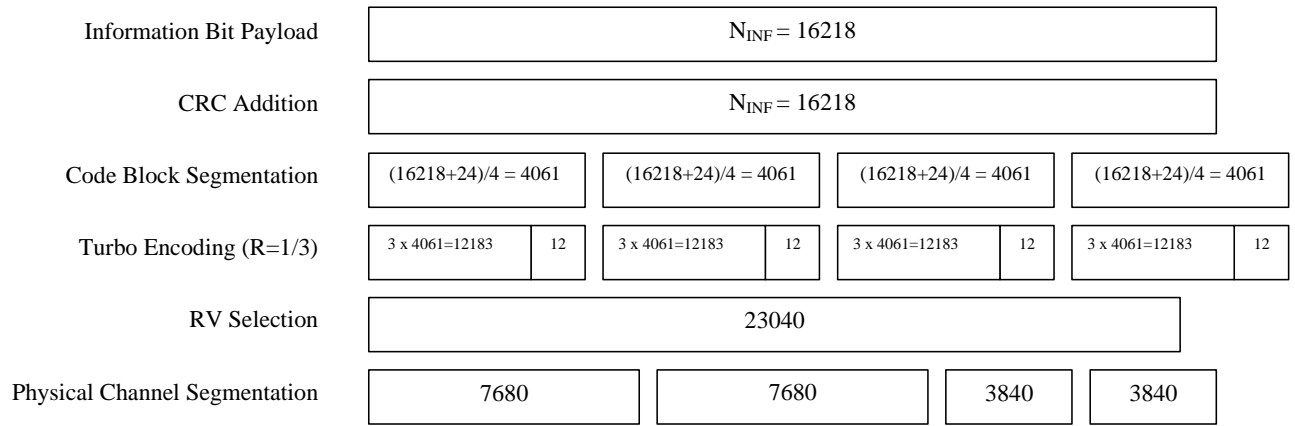 Information Bit Payload NINF = 16218
CRC Addition NINF = 16218
Code Block Segmentation (16218+24)/4 = 4061 (16218+24)/4 = 4061 (16218+24)/4 = 4061 (16218+24)/4 = 4061
Turbo Encoding (R=1/3) 3 x 4061=12183 12 3 x 4061=12183 12 3 x 4061=12183 12 3 x 4061=12183 12
RV Selection 23040
Physical Channel Segmentation 7680 7680 3840 3840